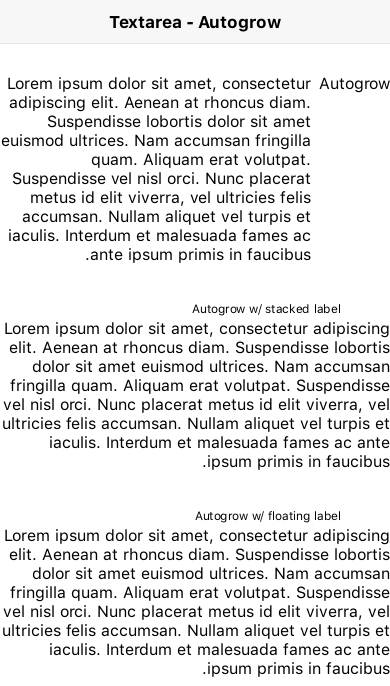 Textarea - Autogrow
Autogrow
Lorem ipsum dolor sit amet, consectetur
adipiscing elit. Aenean at rhoncus diam.
Suspendisse lobortis dolor sit amet
euismod ultrices. Nam accumsan fringilla
quam. Aliquam erat volutpat.
Suspendisse vel nisl orci. Nunc placerat
metus id elit viverra, vel ultricies felis
accumsan. Nullam aliquet vel turpis et
iaculis. Interdum et malesuada fames ac
.ante ipsum primis in faucibus
Autogrow w/ stacked label
Lorem ipsum dolor sit amet, consectetur adipiscing
elit. Aenean at rhoncus diam. Suspendisse lobortis
dolor sit amet euismod ultrices. Nam accumsan
fringilla quam. Aliquam erat volutpat. Suspendisse
vel nisl orci. Nunc placerat metus id elit viverra, vel
ultricies felis accumsan. Nullam aliquet vel turpis et
iaculis. Interdum et malesuada fames ac ante
.ipsum primis in faucibus
Autogrow w/ floating label
Lorem ipsum dolor sit amet, consectetur adipiscing
elit. Aenean at rhoncus diam. Suspendisse lobortis
dolor sit amet euismod ultrices. Nam accumsan
fringilla quam. Aliquam erat volutpat. Suspendisse
vel nisl orci. Nunc placerat metus id elit viverra, vel
ultricies felis accumsan. Nullam aliquet vel turpis et
iaculis. Interdum et malesuada fames ac ante
.ipsum primis in faucibus